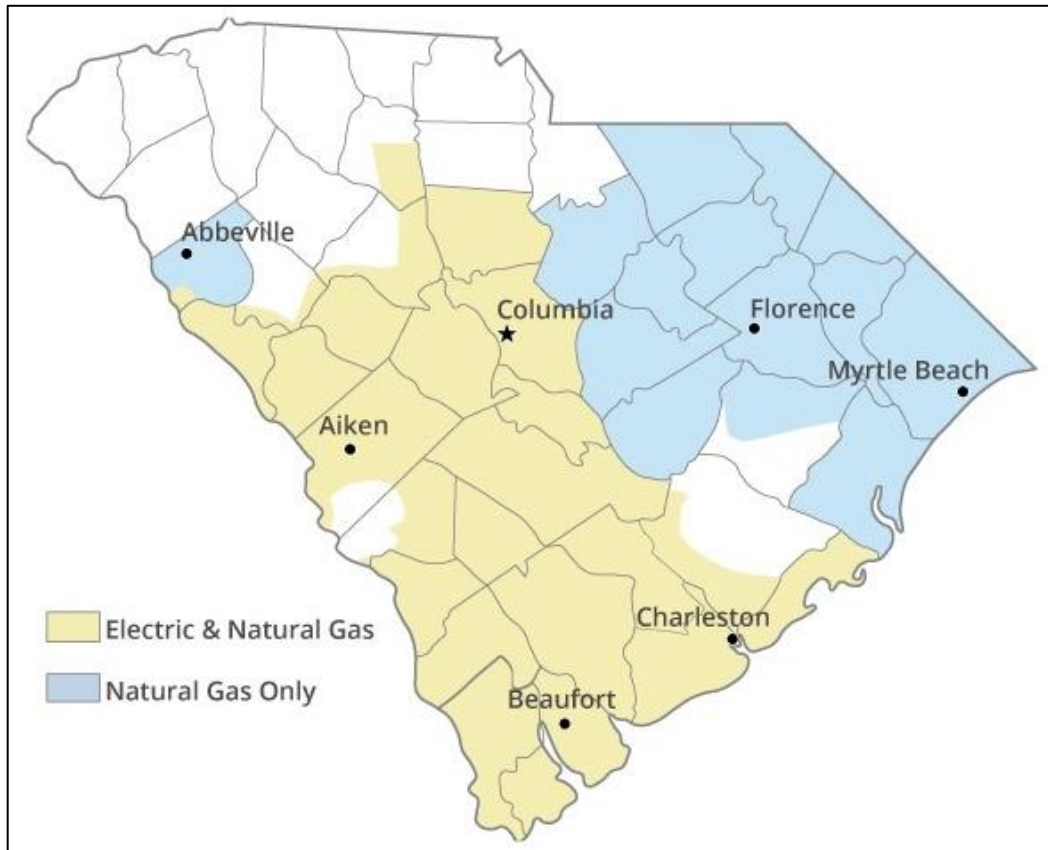 Abbeville
Columbia
Florence
Myrtle Beach
Aiken
Electric & Natural Gas
Charleston
Natural Gas Only
Beaufort